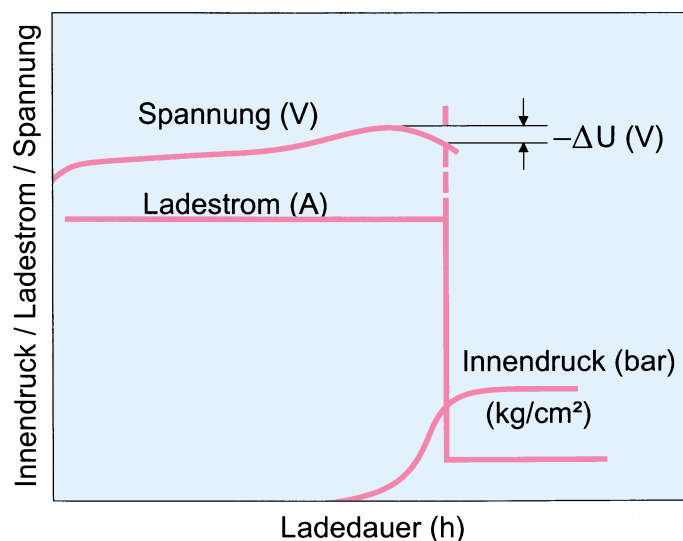 Innendruck / Ladestrom / Spannung
Spannung (V)
−ΔU (V)
Ladestrom (A)
Innendruck (bar)
(kg/cm²)
Ladedauer (h)